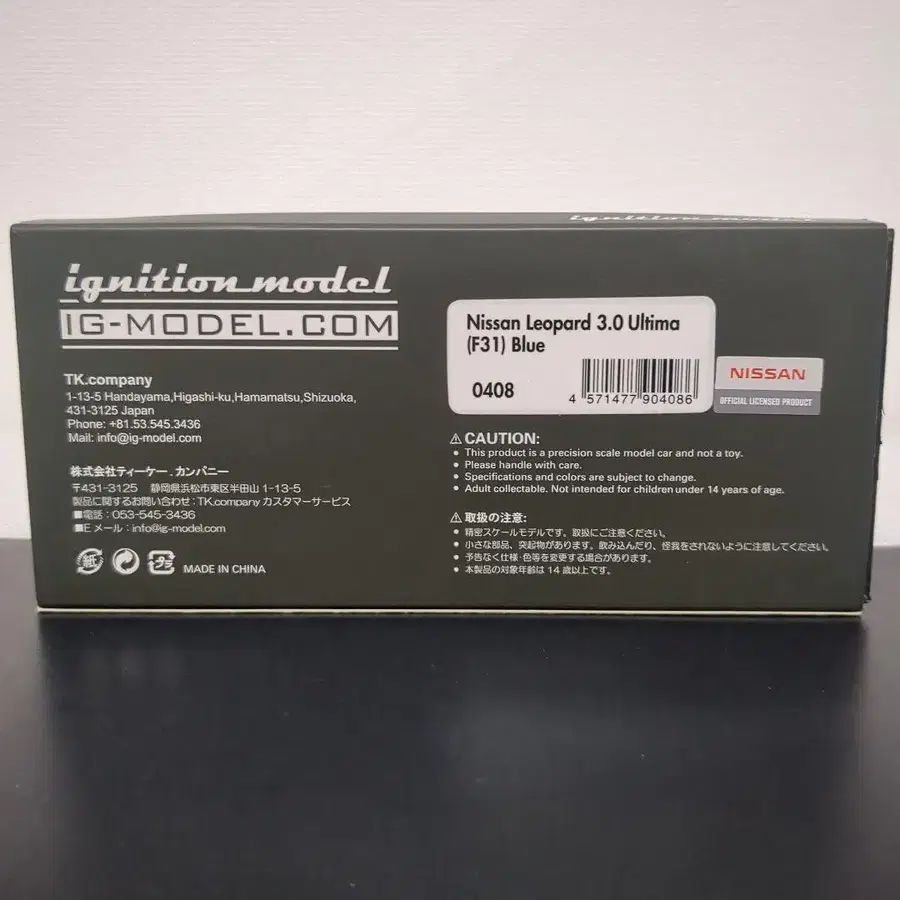 ignition model
ignition model
IG-MODEL.COM
TK.company
1-13-5 Handayama,Higashi-ku,Hamamatsu,Shizuoka,
431-3125 Japan
Phone: +81.53.545.3436
Mail: info@ig-model.com
株式会社ティーケー.カンパニー
〒431-3125 静岡県浜松市東区半田山 1-13-5
製品に関するお問い合わせ:TK.company カスタマーサービス
■電話:053-545-3436
■E メール:info@ig-model.com
紙
プラ
MADE IN CHINA
Nissan Leopard 3.0 Ultima
(F31) Blue
0408
4 571477 904086
NISSAN
OFFICIAL LICENSED PRODUCT
⚠CAUTION:
• This product is a precision scale model car and not a toy.
• Please handle with care.
• Specifications and colors are subject to change.
• Adult collectable. Not intended for children under 14 years of age.
⚠取扱の注意:
• 精密スケールモデルです。取扱にご注意ください。
• 小さな部品、突起物があります。飲み込んだり、怪我をされないように注意してください。
• 予告なく仕様・色等を変更する場合があります。
• 本製品の対象年齢は 14 歳以上です。